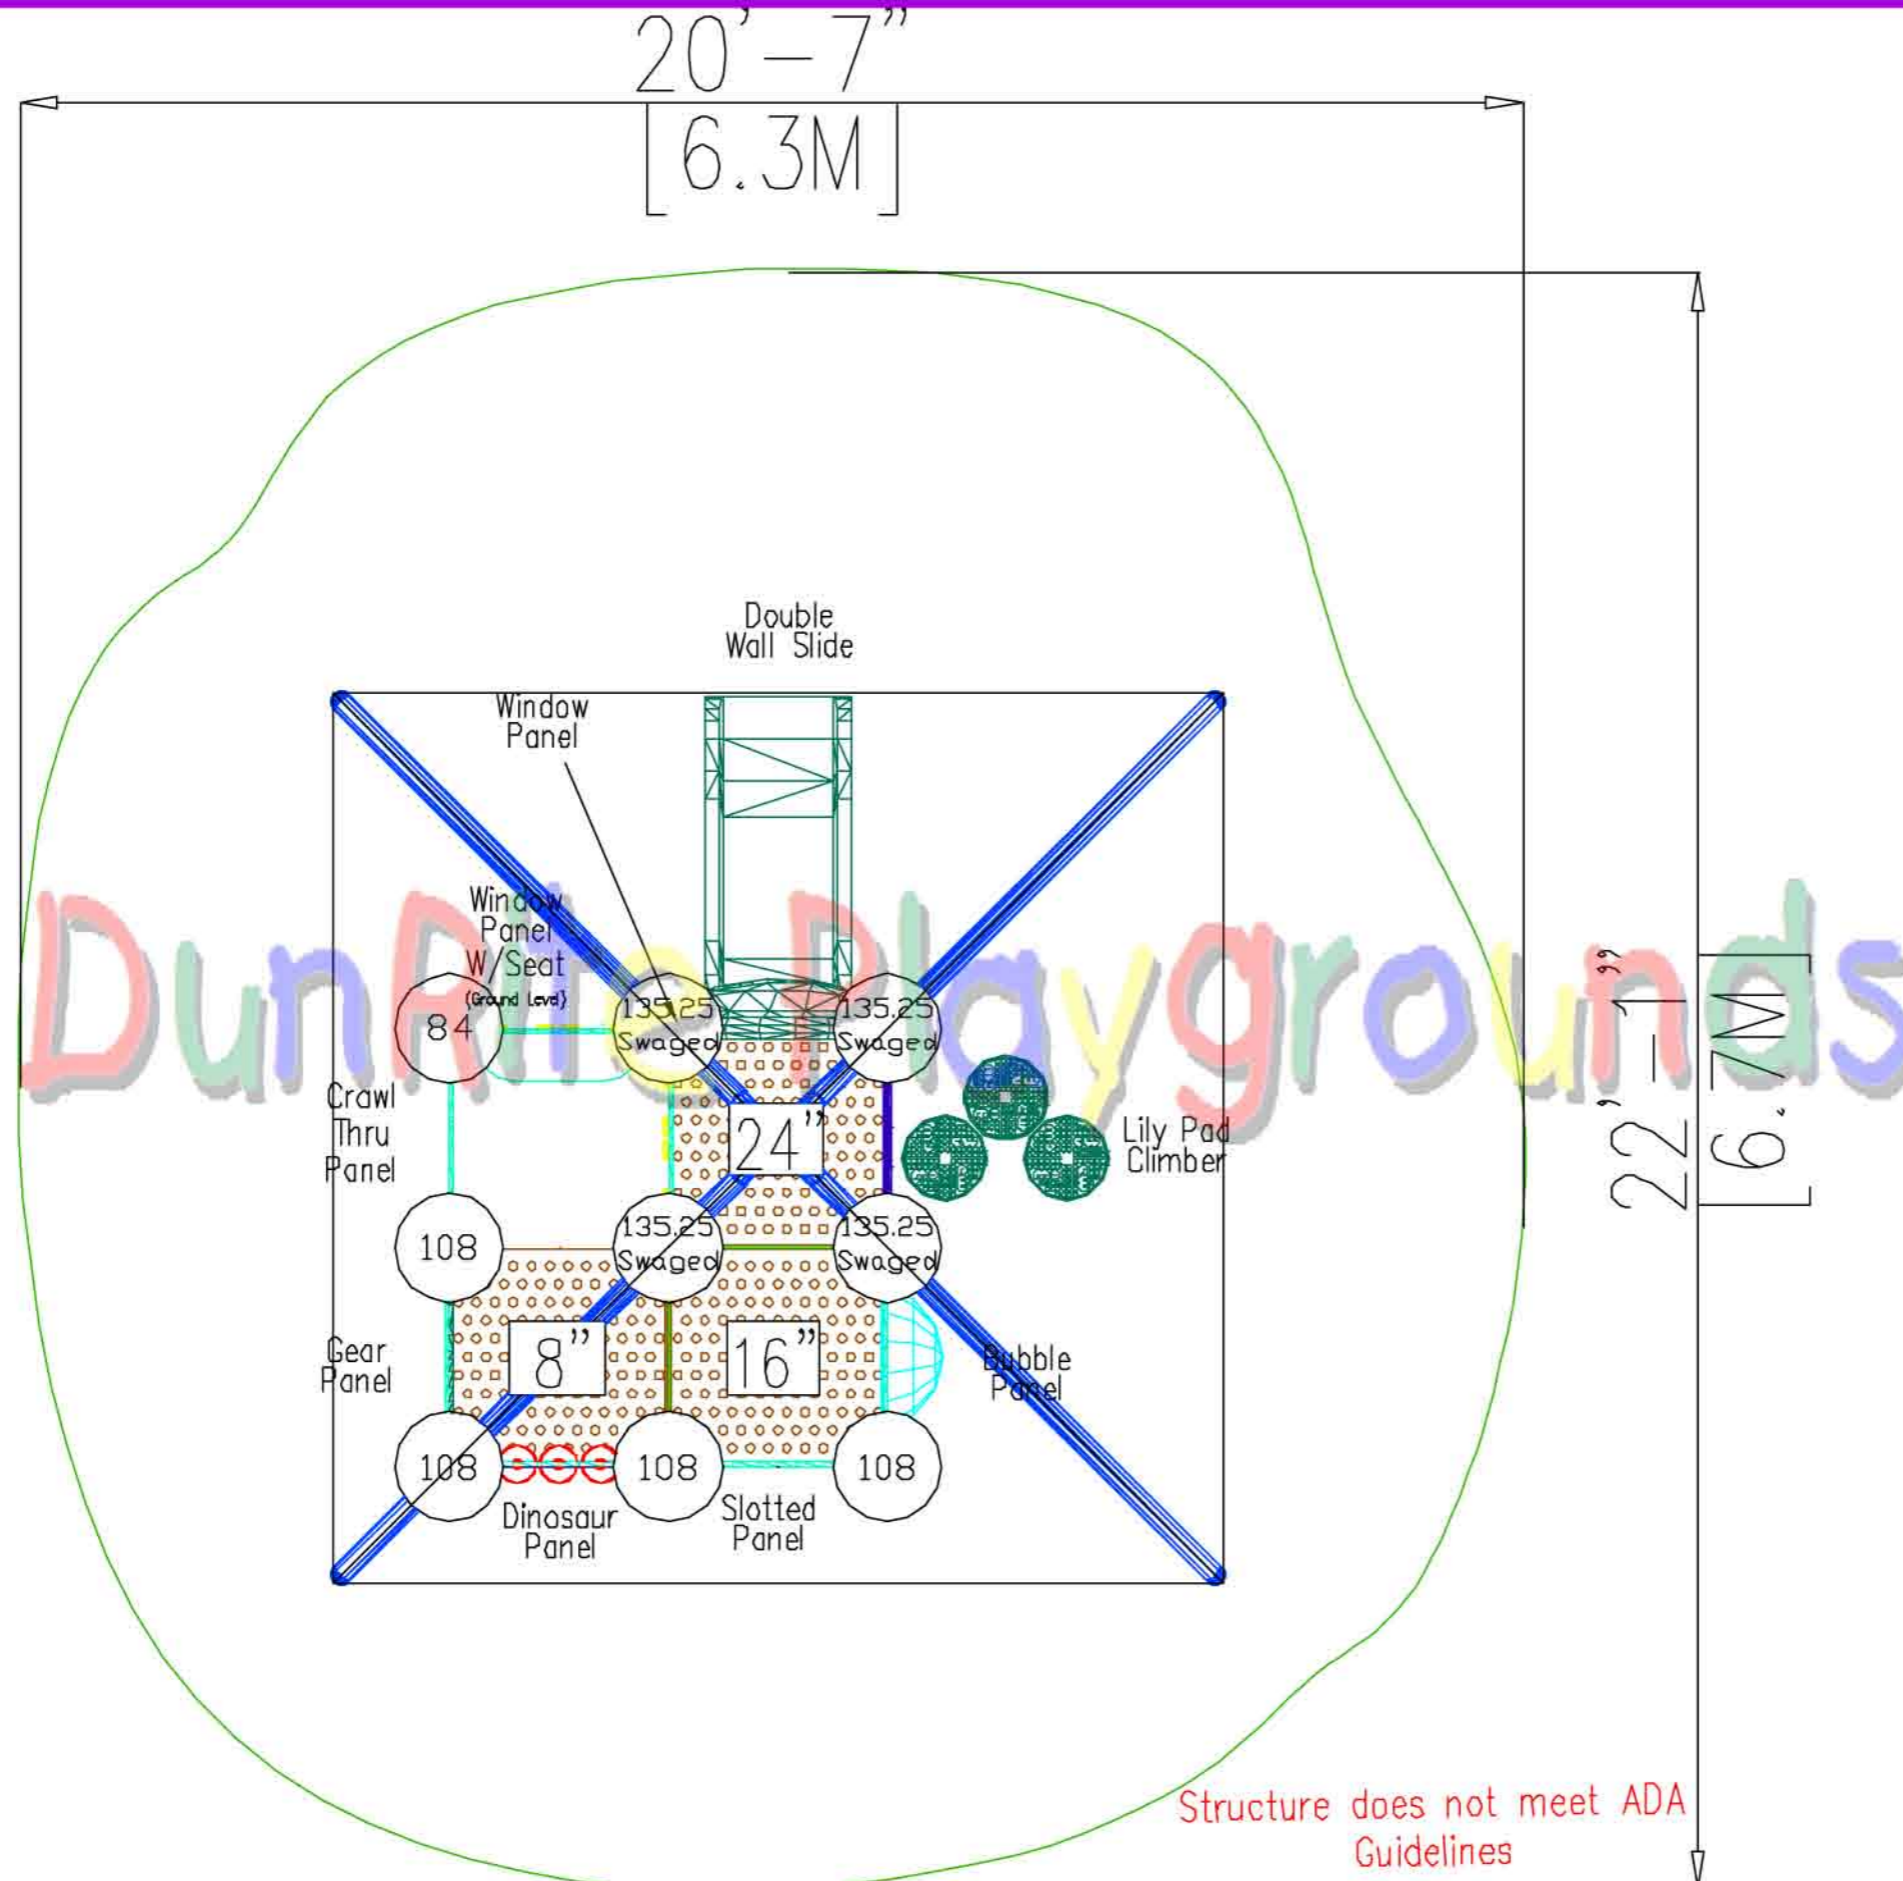 20'-7"
[6.3M]
Double
Wall Slide
Window
Panel
Window
Panel
W/ Seat
(Ground Level)
84
135.25
Swaged
135.25
Swaged
DunRite Playgrounds
Crawl
Thru
Panel
24"
Lily Pad
Climber
22'-1"
[6.7M]
108
135.25
Swaged
135.25
Swaged
Gear
Panel
8"
16"
Bubble
Panel
108
108
108
Dinosaur
Panel
Slotted
Panel
Structure does not meet ADA
Guidelines